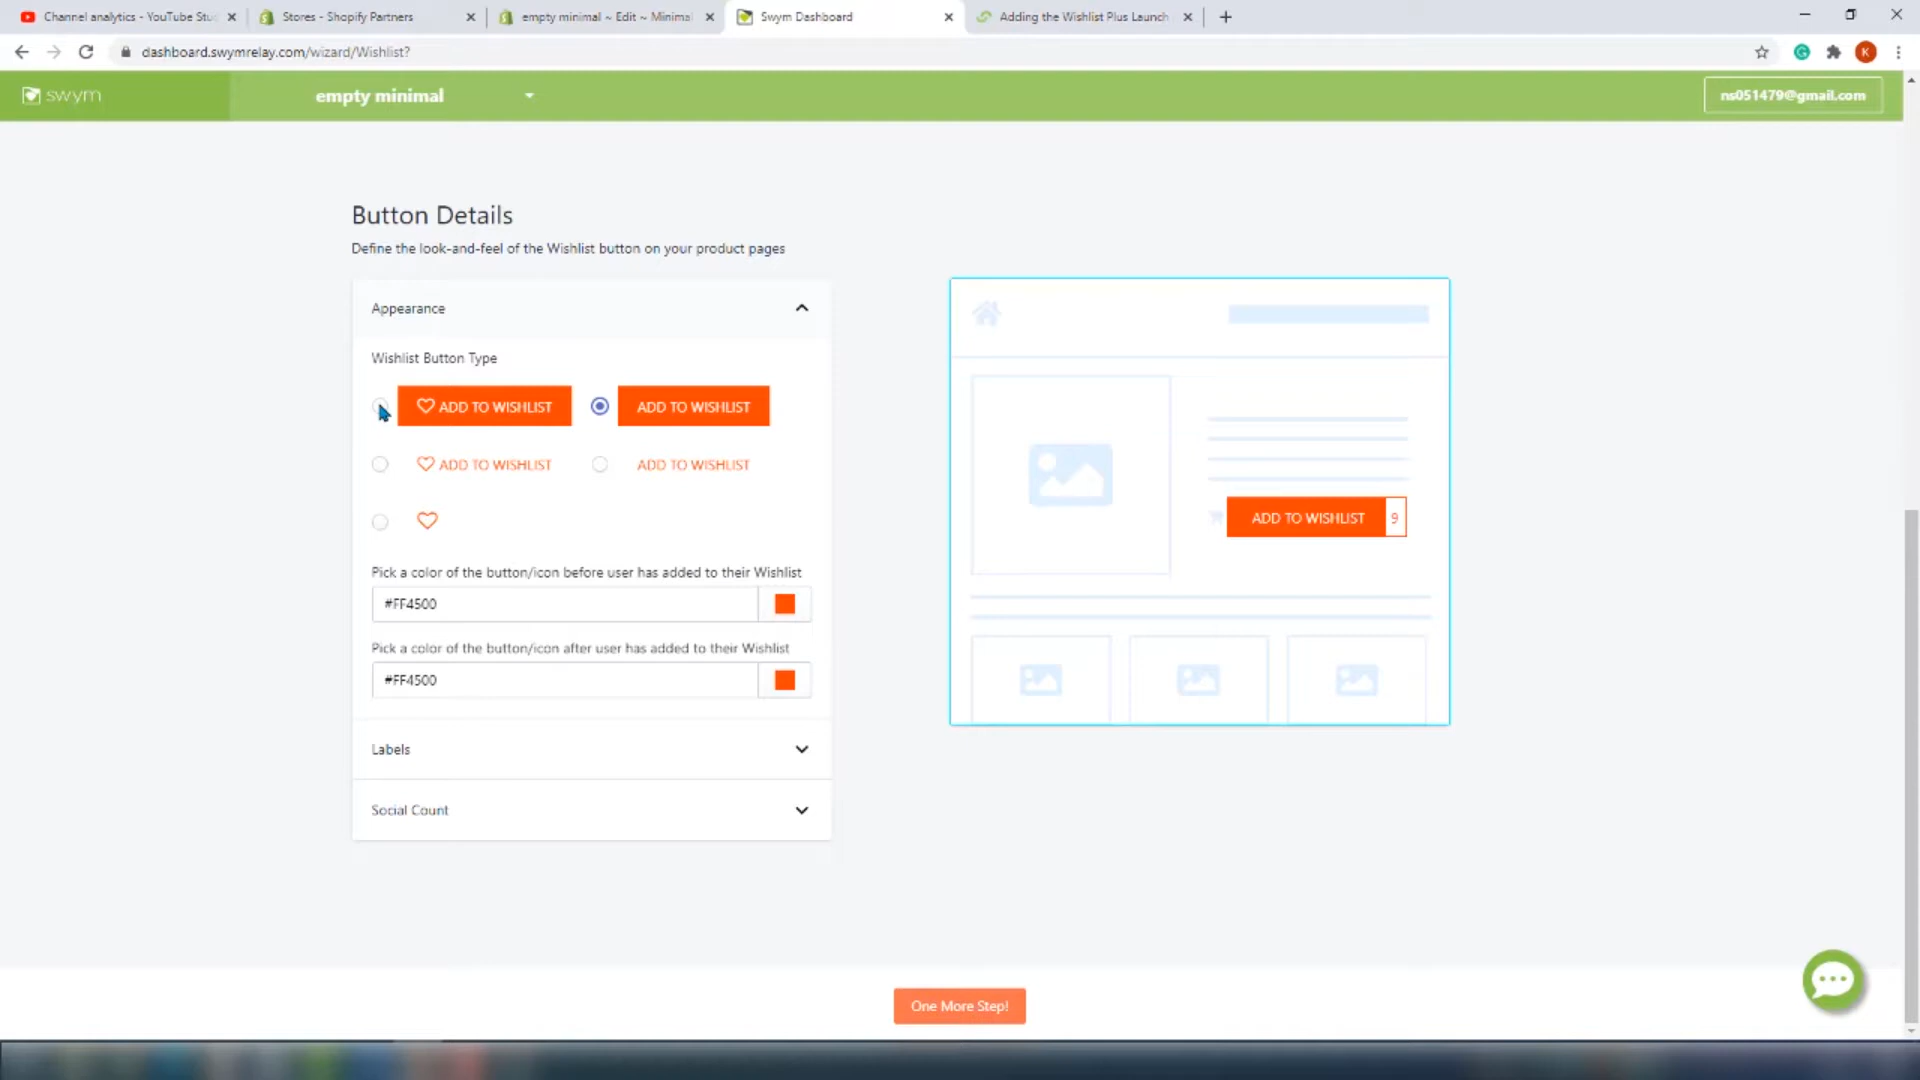 Channel analytics - YouTube Stu
Stores - Shopify Partners
empty minimal ~ Edit ~ Minimal
Swym Dashboard
Adding the Wishlist Plus Launch
dashboard.swymrelay.com/wizard/Wishlist?
K
swym
empty minimal
ns051479@gmail.com
Button Details
Define the look-and-feel of the Wishlist button on your product pages
Appearance
Wishlist Button Type
ADD TO WISHLIST
ADD TO WISHLIST
ADD TO WISHLIST
ADD TO WISHLIST
Pick a color of the button/icon before user has added to their Wishlist
#FF4500
Pick a color of the button/icon after user has added to their Wishlist
#FF4500
Labels
Social Count
ADD TO WISHLIST 9
One More Step!